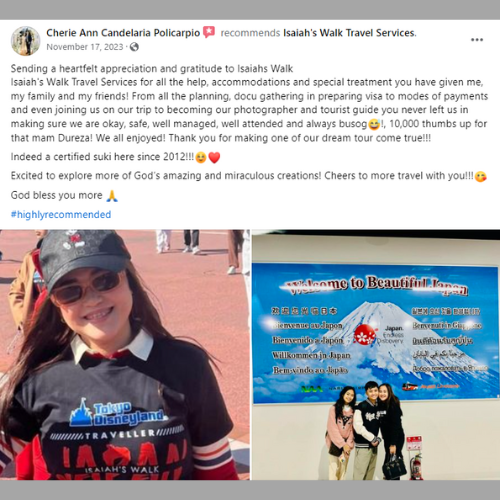 Cherie Ann Candelaria Policarpio recommends Isaiah's Walk Travel Services.
November 17, 2023
Sending a heartfelt appreciation and gratitude to Isaiahs Walk
Isaiah's Walk Travel Services for all the help, accommodations and special treatment you have given me,
my family and my friends! From all the planning, docu gathering in preparing visa to modes of payments
and even joining us on our trip to becoming our photographer and tourist guide you never left us in
making sure we are okay, safe, well managed, well attended and always busog😅!, 10,000 thumbs up for
that mam Dureza! We all enjoyed! Thank you for making one of our dream tour come true!!!
Indeed a certified suki here since 2012!!!🥹❤️
Excited to explore more of God's amazing and miraculous creations! Cheers to more travel with you!!!😋
God bless you more 🙏
#highlyrecommended
Tokyo
Disneyland
TRAVELLER
JAPAN
ISAIAH'S WALK
Welcome to Beautiful Japan
Bienvenue au Japon
Bienvenido a Japón
Willkommen in Japan
Bem-vindo ao Japão
Japan.
Endless
Discovery